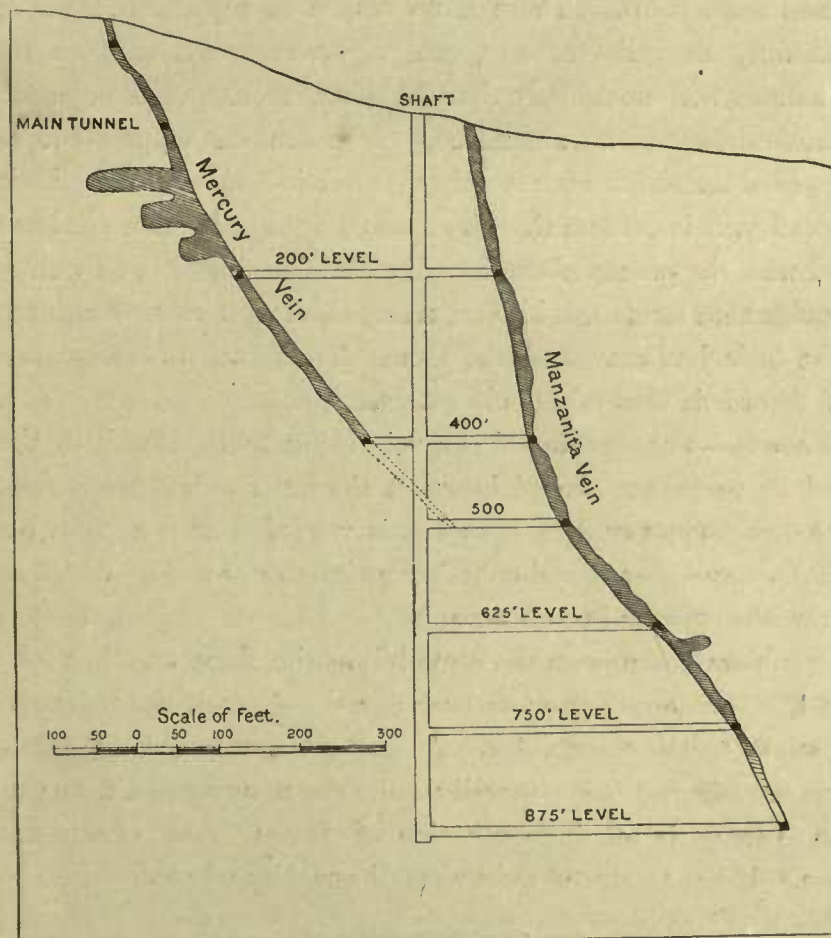 SHAFT
MAIN TUNNEL
Mercury
Vein
200' LEVEL
Manzanita Vein
400'
500
625' LEVEL
750' LEVEL
875' LEVEL
Scale of Feet.
100 50 0 50 100 200 300